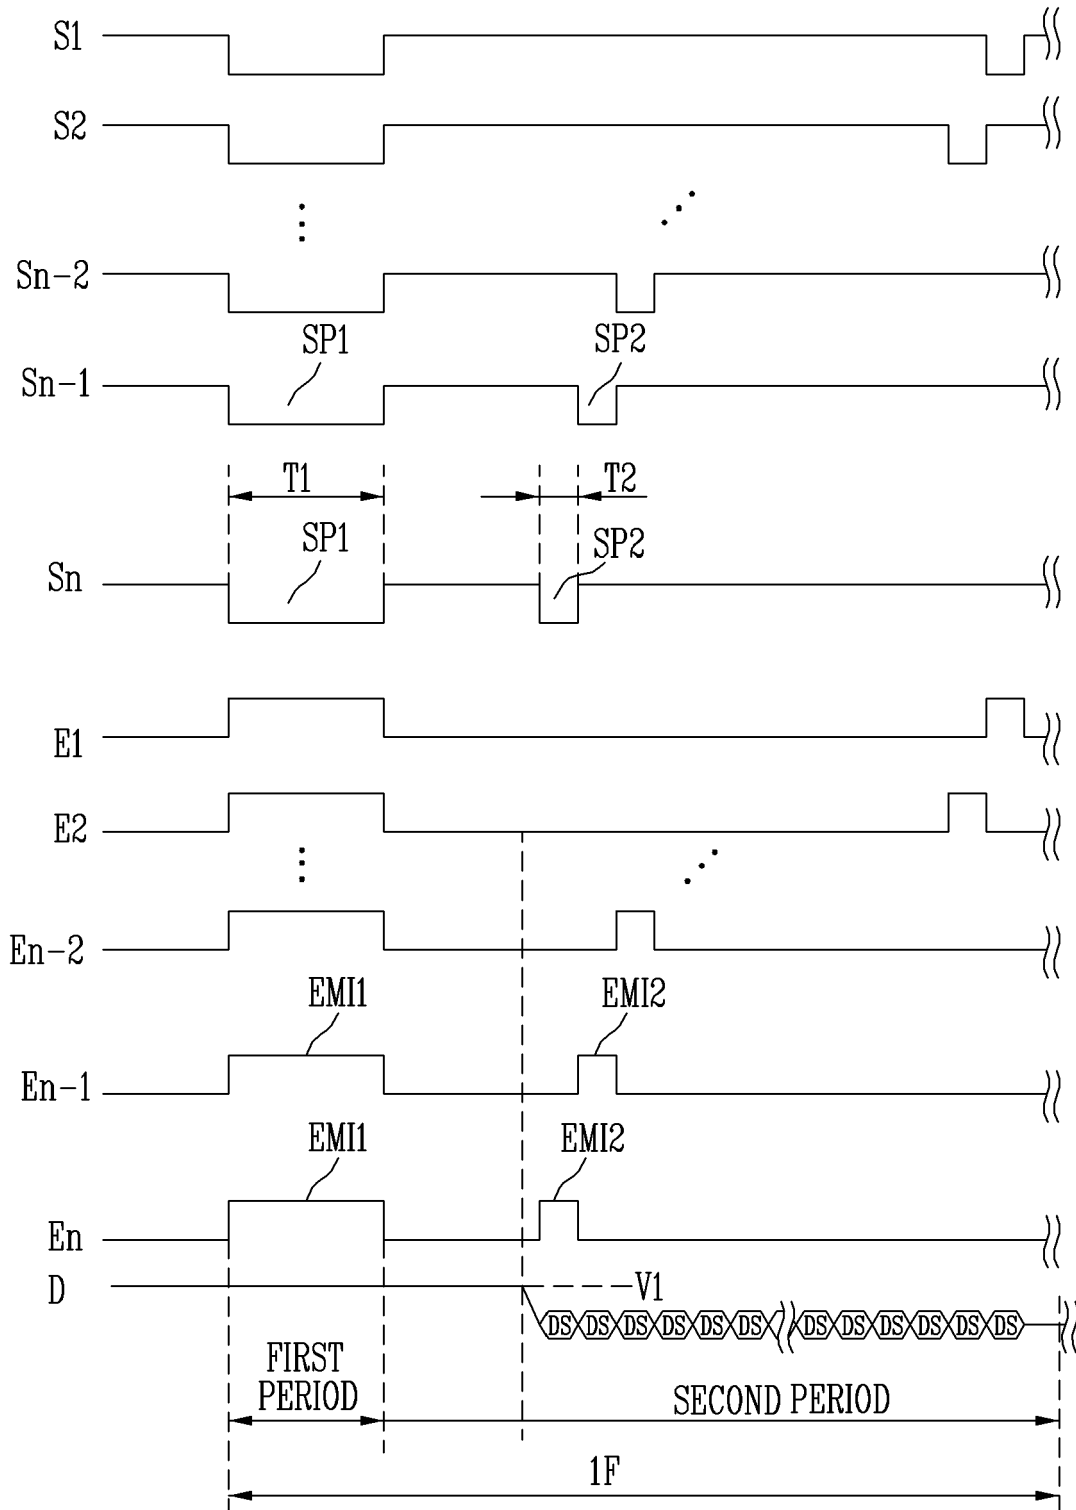 S1
S2
Sn-2
SP1 SP2
Sn-1
T1 T2
SP1 SP2
Sn
E1
E2
En-2
EMI1 EMI2
En-1
EMI1 EMI2
En
D V1
DS DS DS DS DS DS DS DS DS DS DS DS
FIRST
PERIOD SECOND PERIOD
1F